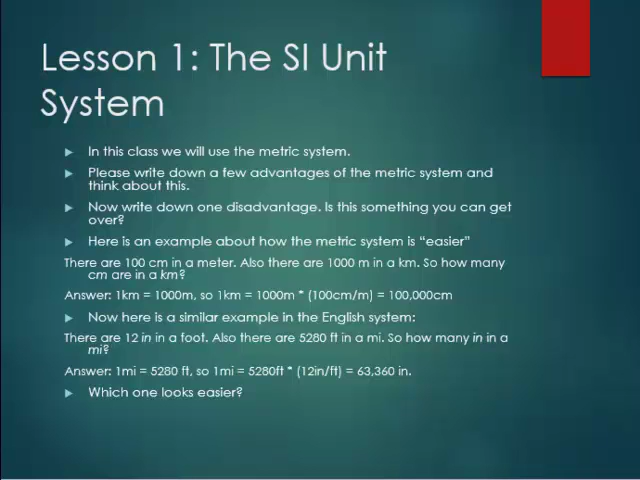 Lesson 1: The SI Unit
System
In this class we will use the metric system.
Please write down a few advantages of the metric system and
think about this.
Now write down one disadvantage. Is this something you can get
over?
Here is an example about how the metric system is “easier”
There are 100 cm in a meter. Also there are 1000 m in a km. So how many
cm are in a km?
Answer: 1km = 1000m, so 1km = 1000m * (100cm/m) = 100,000cm
Now here is a similar example in the English system:
There are 12 in in a foot. Also there are 5280 ft in a mi. So how many in in a
mi?
Answer: 1mi = 5280 ft, so 1mi = 5280ft * (12in/ft) = 63,360 in.
Which one looks easier?